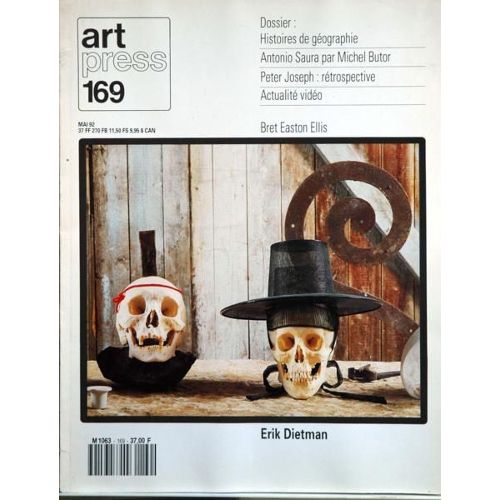 art
press
169
MAI 92
37 FF 270 FB 11,50 FS 9,95 $ CAN
Dossier :
Histoires de géographie
Antonio Saura par Michel Butor
Peter Joseph : rétrospective
Actualité vidéo
Bret Easton Ellis
Erik Dietman
M 1063 - 169 - 37,00 F